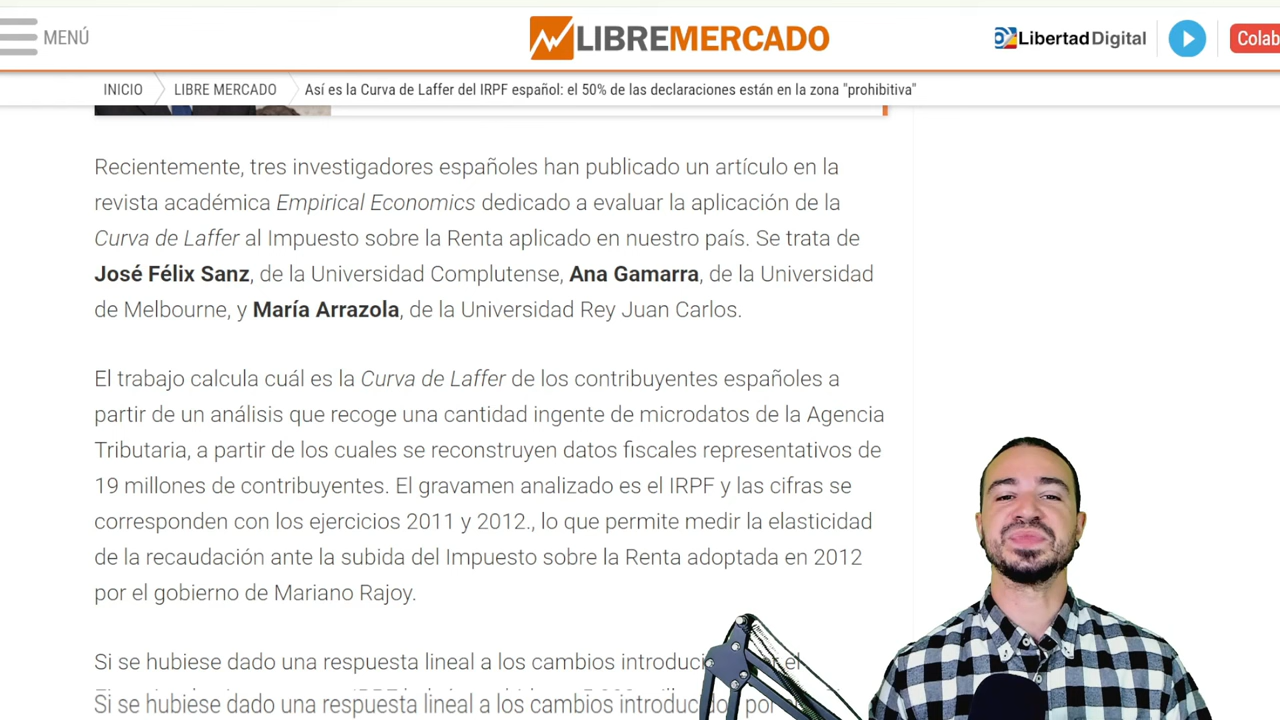 MENÚ
LIBREMERCADO
LibertadDigital
Colab
INICIO
LIBRE MERCADO
Así es la Curva de Laffer del IRPF español: el 50% de las declaraciones están en la zona "prohibitiva"
Recientemente, tres investigadores españoles han publicado un artículo en la
revista académica Empirical Economics dedicado a evaluar la aplicación de la
Curva de Laffer al Impuesto sobre la Renta aplicado en nuestro país. Se trata de
José Félix Sanz, de la Universidad Complutense, Ana Gamarra, de la Universidad
de Melbourne, y María Arrazola, de la Universidad Rey Juan Carlos.
El trabajo calcula cuál es la Curva de Laffer de los contribuyentes españoles a
partir de un análisis que recoge una cantidad ingente de microdatos de la Agencia
Tributaria, a partir de los cuales se reconstruyen datos fiscales representativos de
19 millones de contribuyentes. El gravamen analizado es el IRPF y las cifras se
corresponden con los ejercicios 2011 y 2012., lo que permite medir la elasticidad
de la recaudación ante la subida del Impuesto sobre la Renta adoptada en 2012
por el gobierno de Mariano Rajoy.
Si se hubiese dado una respuesta lineal a los cambios el
Si se hubiese dado una respuesta lineal a los cambios